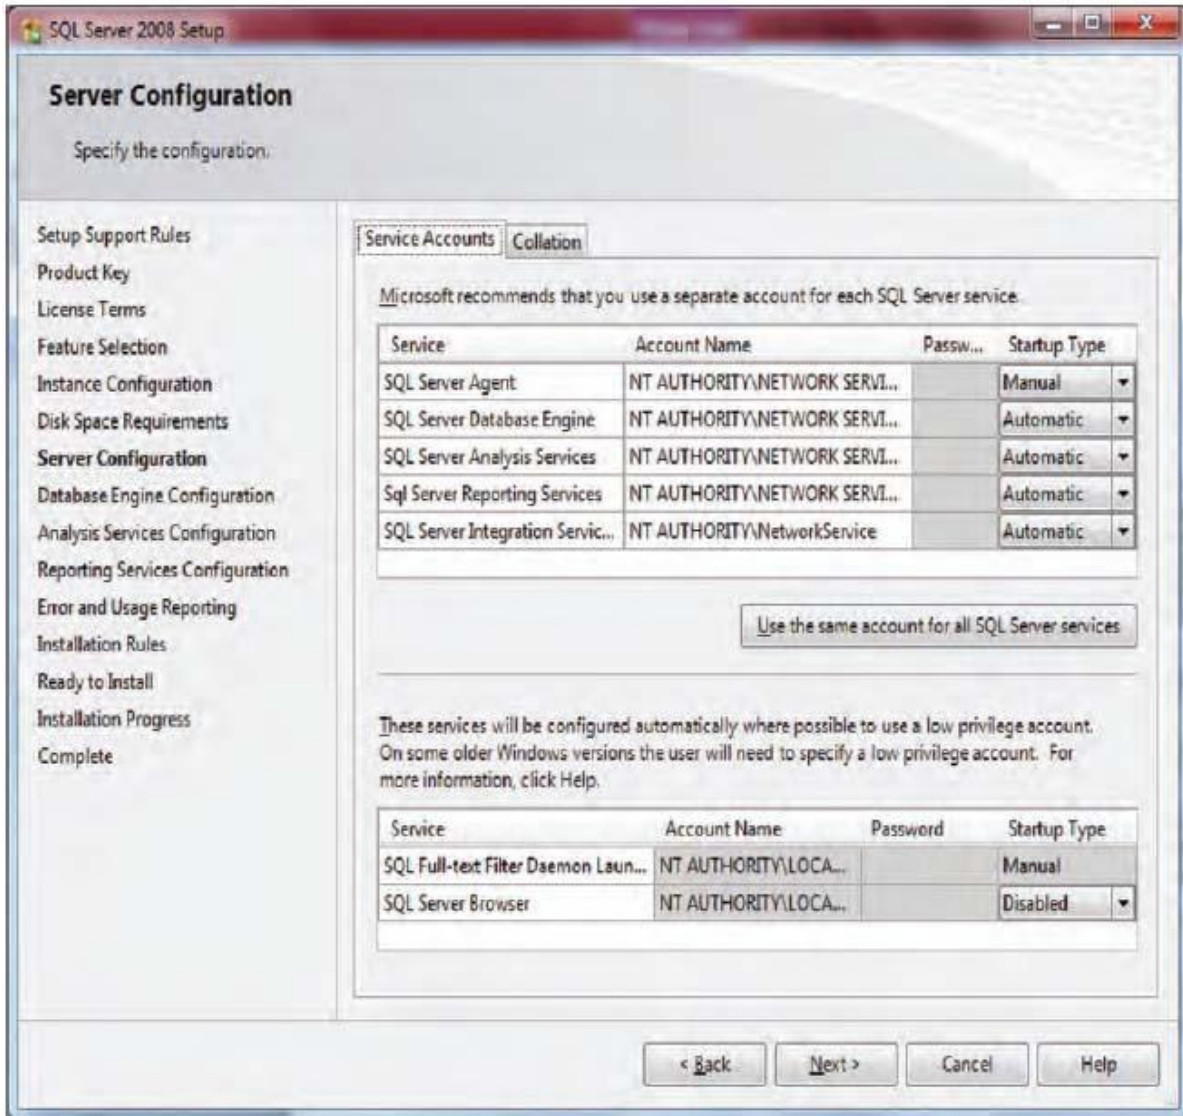 SQL Server 2008 Setup
Server Configuration
Specify the configuration.
Setup Support Rules
Product Key
License Terms
Feature Selection
Instance Configuration
Disk Space Requirements
Server Configuration
Database Engine Configuration
Analysis Services Configuration
Reporting Services Configuration
Error and Usage Reporting
Installation Rules
Ready to Install
Installation Progress
Complete
Service Accounts Collation
Microsoft recommends that you use a separate account for each SQL Server service.
Service Account Name Passw... Startup Type
SQL Server Agent NT AUTHORITY\NETWORK SERVI... Manual
SQL Server Database Engine NT AUTHORITY\NETWORK SERVI... Automatic
SQL Server Analysis Services NT AUTHORITY\NETWORK SERVI... Automatic
Sql Server Reporting Services NT AUTHORITY\NETWORK SERVI... Automatic
SQL Server Integration Servic... NT AUTHORITY\NetworkService Automatic
Use the same account for all SQL Server services
These services will be configured automatically where possible to use a low privilege account.
On some older Windows versions the user will need to specify a low privilege account. For
more information, click Help.
Service Account Name Password Startup Type
SQL Full-text Filter Daemon Laun... NT AUTHORITY\LOCA... Manual
SQL Server Browser NT AUTHORITY\LOCA... Disabled
< Back Next > Cancel Help